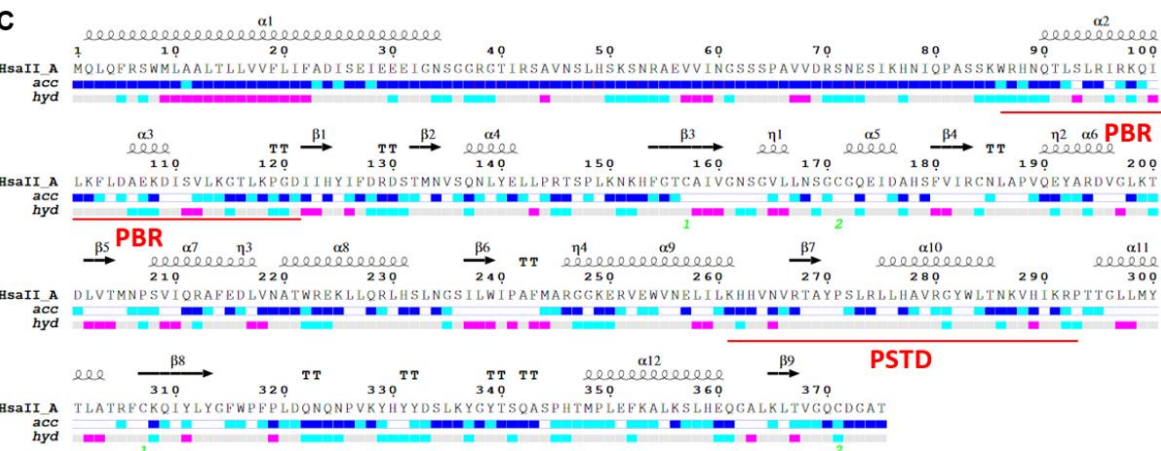 C
α1 α2
1 10 20 30 40 50 60 70 80 90 100
HsaII_A MQLQFRSWMLAALTLLVVFLIFADISEIEEEIGNSGGRGTIRSAVNSLHSKSNRAEVVINGSSSPAVVDRSNESIKHNIQPASSKWRHNQTLSLRIRKQI
acc
hyd
PBR
α3 TT β1 TT β2 α4 β3 η1 α5 β4 TT η2 α6
110 120 130 140 150 160 170 180 190 200
HsaII_A LKFLDAEKDISVLKGTLKPGDIIHYIFDRDSTMNVSQNLYELLPRTSPLKNKHFGTCAIVGNSGVLLNSGCGQEIDAHSFVIRCNLAPVQEYARDVGLKT
acc
hyd
PBR 1 2
β5 α7 η3 α8 β6 TT η4 α9 β7 α10 α11
210 220 230 240 250 260 270 280 290 300
HsaII_A DLVTMNPSVIQRAFEDLVNATWREKLLQRLHSLNGSILWIPAFMARGGKERVEWVNELILKHHVNVRTAYPSLRLLHAVRGYWLTNKVHIKRPTTGLLMY
acc
hyd
PSTD
β8 TT TT TT TT α12 β9
310 320 330 340 350 360 370
HsaII_A TLATRFCKQIYLYGFWPFPLDQNQNPVKYHYYDSLKYGYTSQASPHTMPLEFKALKSLHEQGALKLTVGQCDGAT
acc
hyd
1 2